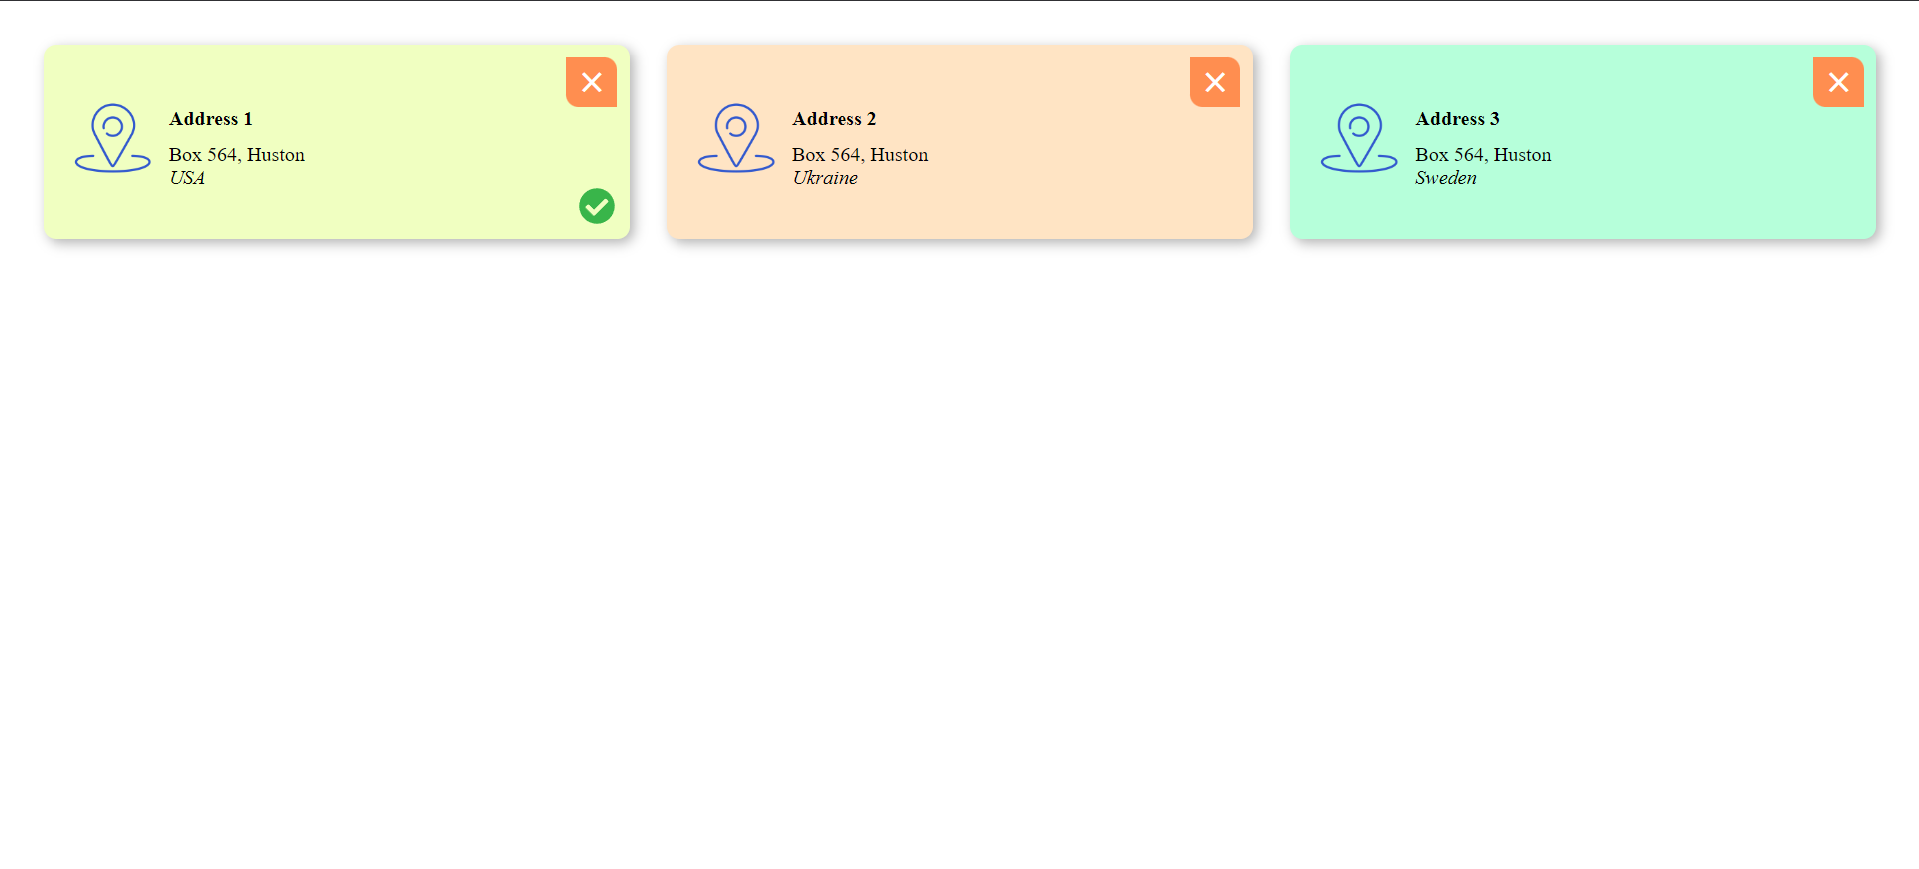 Address 1
Box 564, Huston
USA
Address 2
Box 564, Huston
Ukraine
Address 3
Box 564, Huston
Sweden